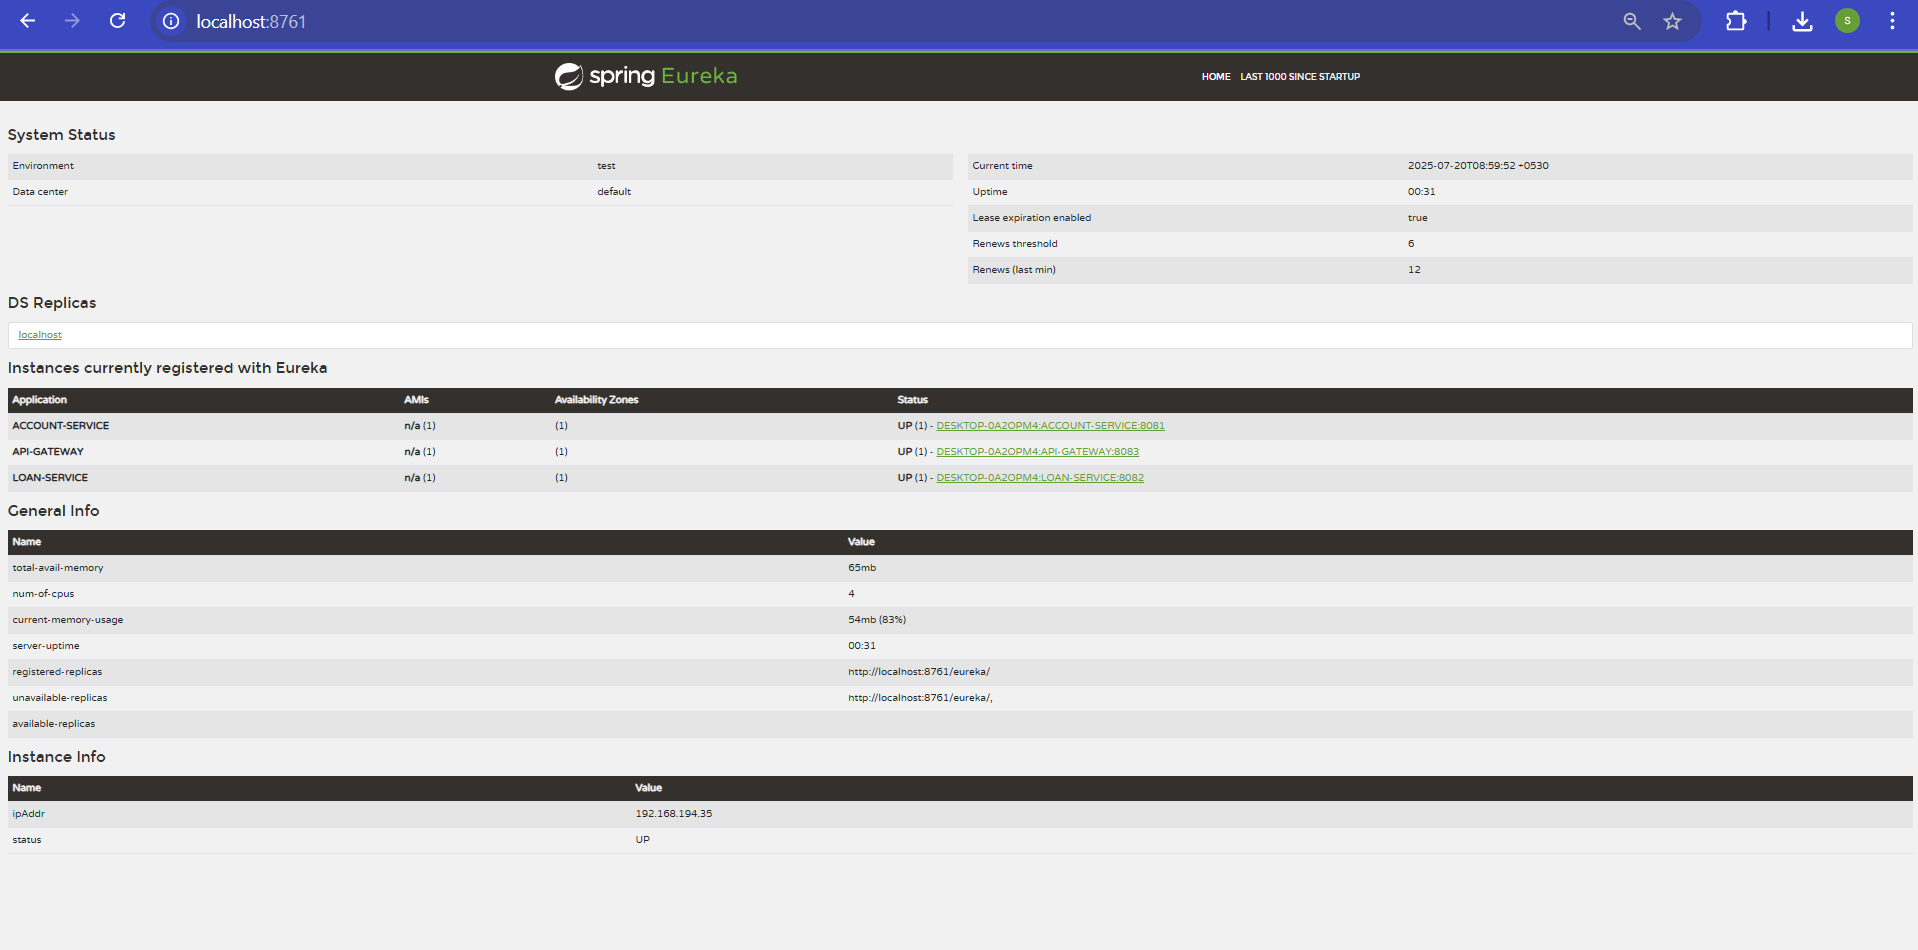 localhost:8761
S
spring Eureka
HOME LAST 1000 SINCE STARTUP
System Status
Environment test
Data center default
Current time 2025-07-20T08:59:52 +0530
Uptime 00:31
Lease expiration enabled true
Renews threshold 6
Renews (last min) 12
DS Replicas
localhost
Instances currently registered with Eureka
Application AMIs Availability Zones Status
ACCOUNT-SERVICE n/a (1) (1) UP (1) - DESKTOP-0A2OPM4:ACCOUNT-SERVICE:8081
API-GATEWAY n/a (1) (1) UP (1) - DESKTOP-0A2OPM4:API-GATEWAY:8083
LOAN-SERVICE n/a (1) (1) UP (1) - DESKTOP-0A2OPM4:LOAN-SERVICE:8082
General Info
Name Value
total-avail-memory 65mb
num-of-cpus 4
current-memory-usage 54mb (83%)
server-uptime 00:31
registered-replicas http://localhost:8761/eureka/
unavailable-replicas http://localhost:8761/eureka/,
available-replicas
Instance Info
Name Value
ipAddr 192.168.194.35
status UP